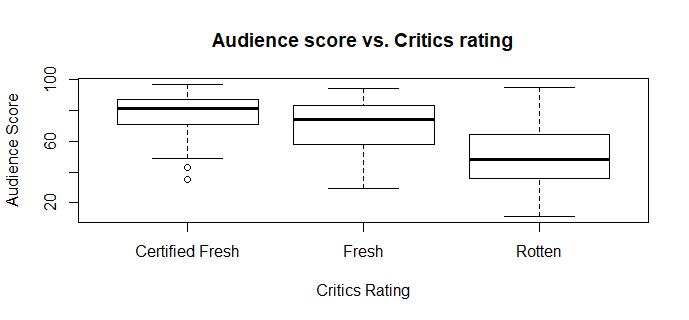 Audience score vs. Critics rating
Audience Score
100
60
20
Certified Fresh
Fresh
Rotten
Critics Rating